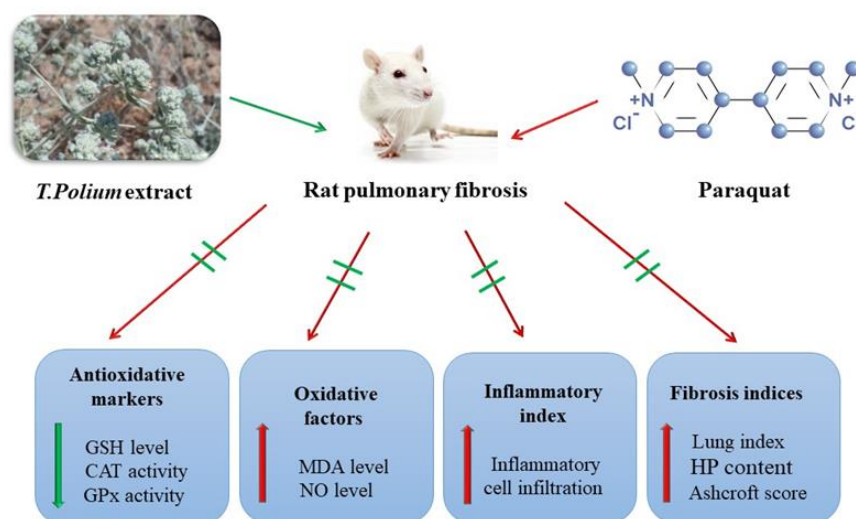 +N
N+
Cl-
C
T.Polium extract
Rat pulmonary fibrosis
Paraquat
Antioxidative
markers
GSH level
CAT activity
GPx activity
Oxidative
factors
MDA level
NO level
Inflammatory
index
Inflammatory
cell infiltration
Fibrosis indices
Lung index
HP content
Ashcroft score